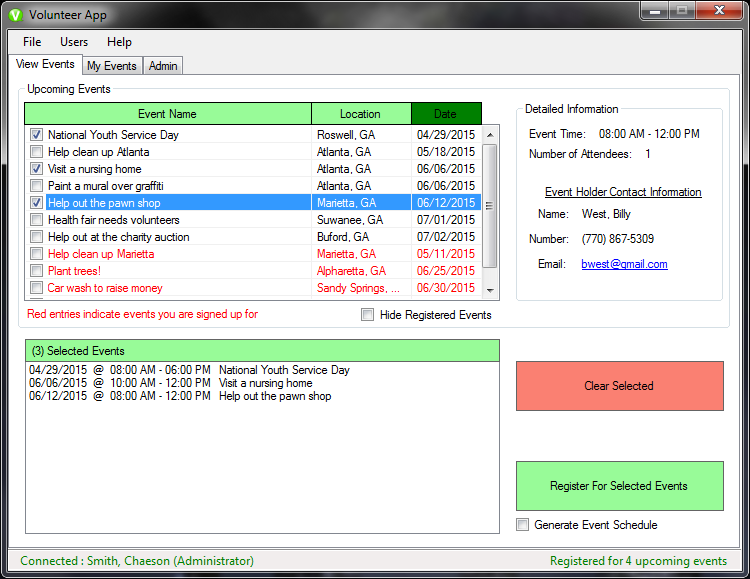 Volunteer App
File Users Help
View Events My Events Admin
Upcoming Events
Event Name Location Date
National Youth Service Day Roswell, GA 04/29/2015
Help clean up Atlanta Atlanta, GA 05/18/2015
Visit a nursing home Atlanta, GA 06/06/2015
Paint a mural over graffiti Atlanta, GA 06/06/2015
Help out the pawn shop Marietta, GA 06/12/2015
Health fair needs volunteers Suwanee, GA 07/01/2015
Help out at the charity auction Buford, GA 07/02/2015
Help clean up Marietta Marietta, GA 05/11/2015
Plant trees! Alpharetta, GA 06/25/2015
Car wash to raise money Sandy Springs, ... 06/30/2015
Red entries indicate events you are signed up for
Hide Registered Events
Detailed Information
Event Time: 08:00 AM - 12:00 PM
Number of Attendees: 1
Event Holder Contact Information
Name: West, Billy
Number: (770) 867-5309
Email: bwest@gmail.com
(3) Selected Events
04/29/2015 @ 08:00 AM - 06:00 PM National Youth Service Day
06/06/2015 @ 10:00 AM - 12:00 PM Visit a nursing home
06/12/2015 @ 08:00 AM - 12:00 PM Help out the pawn shop
Clear Selected
Register For Selected Events
Generate Event Schedule
Connected : Smith, Chaeson (Administrator)
Registered for 4 upcoming events